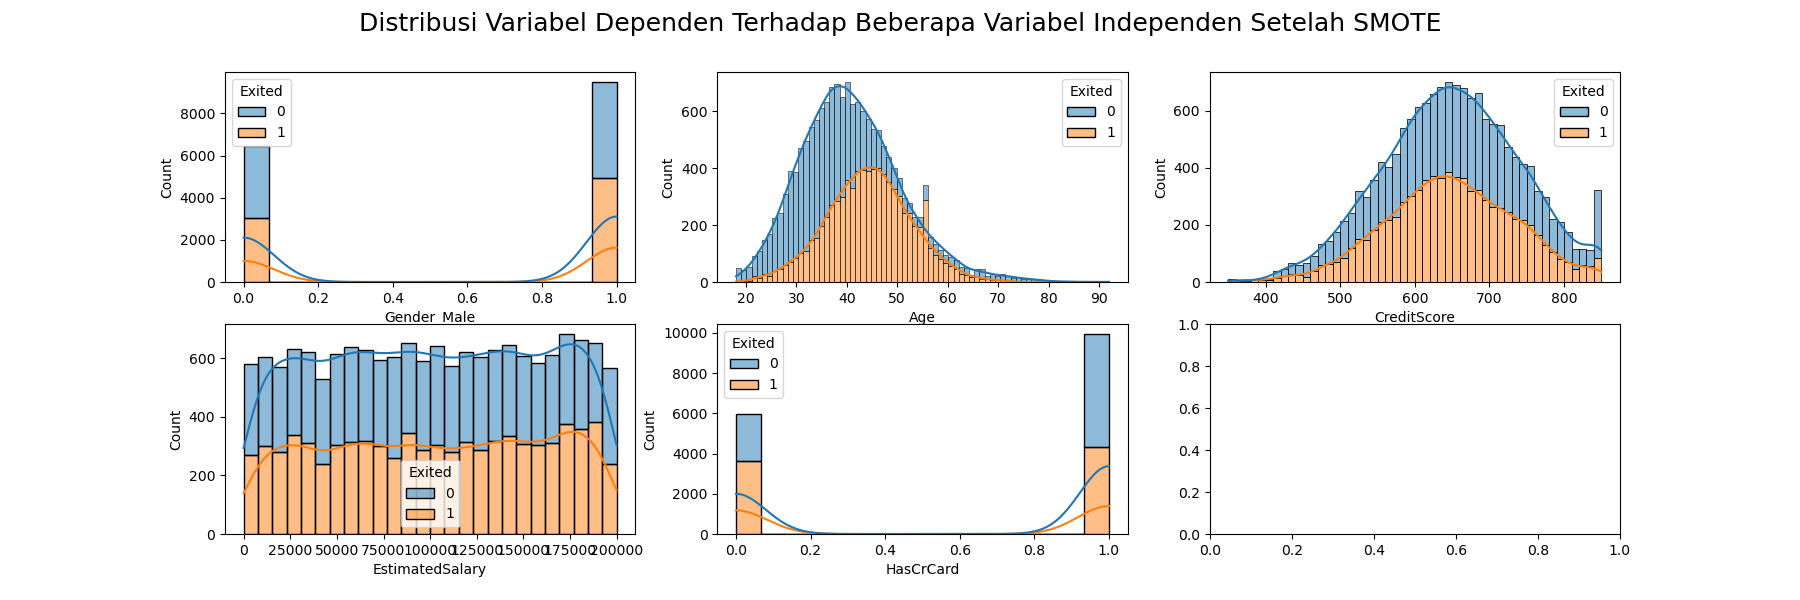 Distribusi Variabel Dependen Terhadap Beberapa Variabel Independen Setelah SMOTE
Exited
0
1
8000
6000
4000
2000
0
Count
0.0 0.2 0.4 0.6 0.8 1.0
Gender_Male
Exited
0
1
600
400
200
0
Count
20 30 40 50 60 70 80 90
Age
Exited
0
1
600
400
200
0
Count
400 500 600 700 800
CreditScore
600
400
200
0
Count
Exited
0
1
0 25000 50000 75000 100000 125000 150000 175000 200000
EstimatedSalary
10000
8000
6000
4000
2000
0
Count
Exited
0
1
0.0 0.2 0.4 0.6 0.8 1.0
HasCrCard
1.0
0.8
0.6
0.4
0.2
0.0
0.0 0.2 0.4 0.6 0.8 1.0